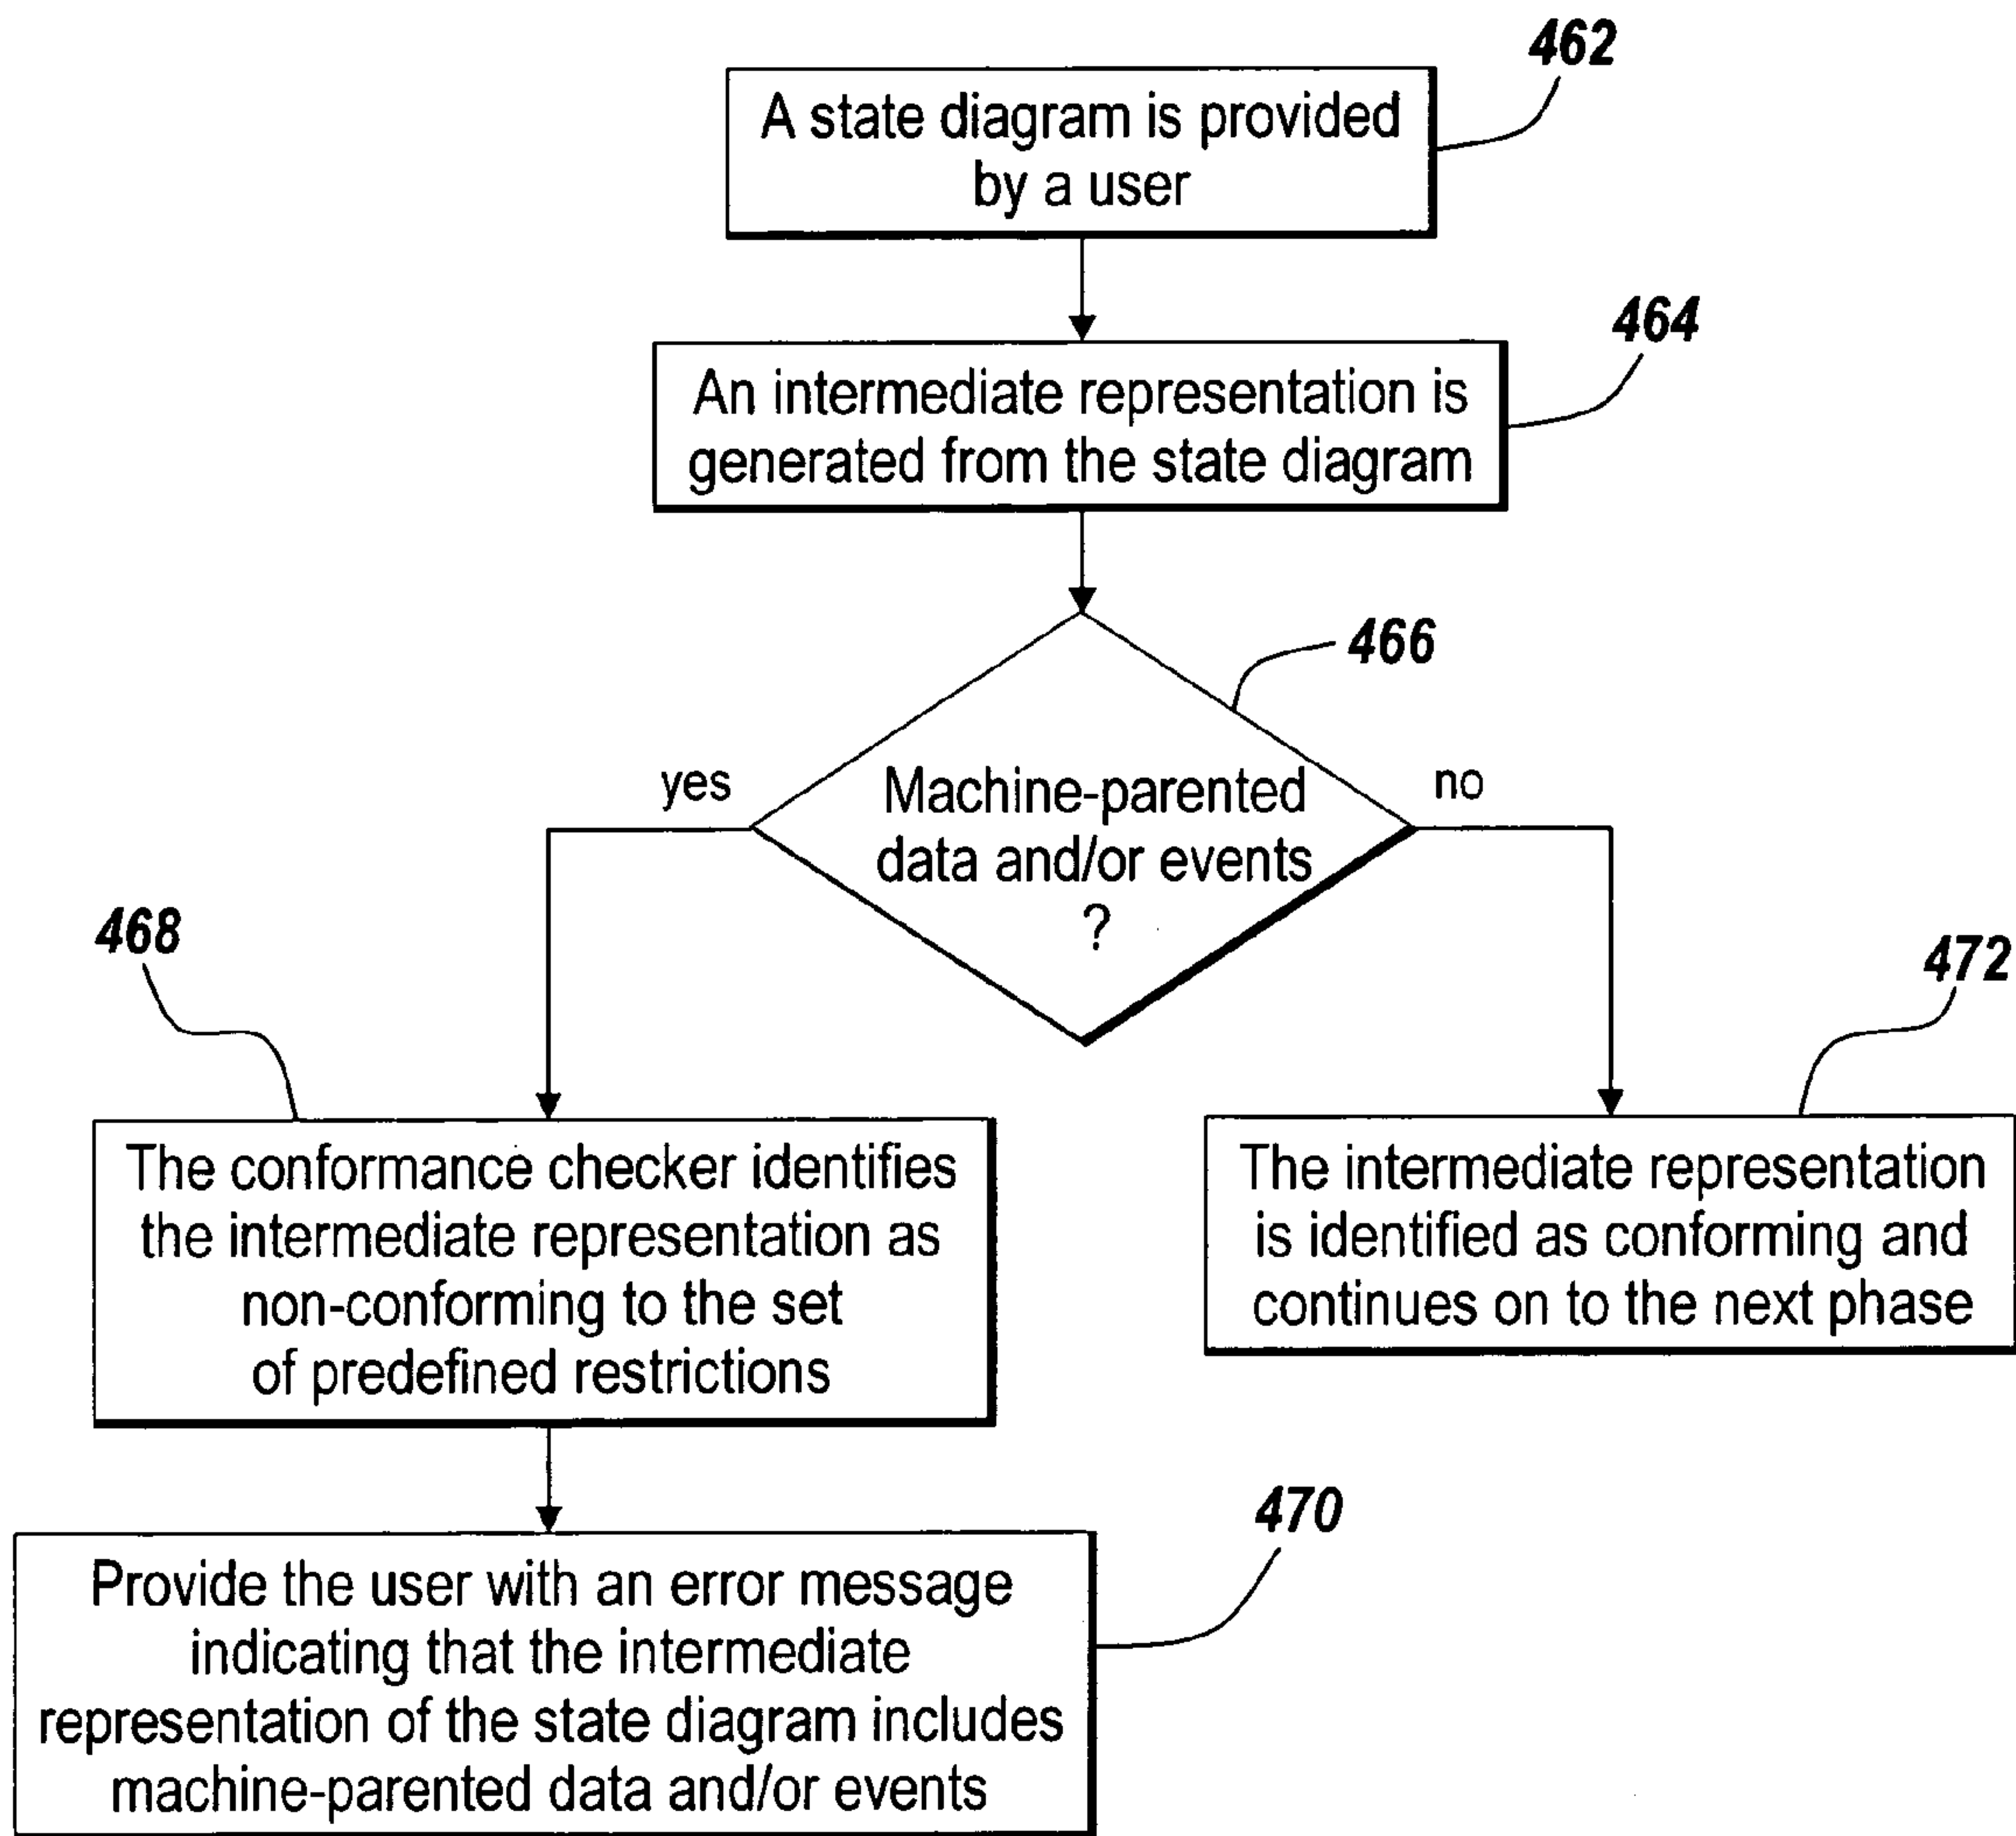 462
A state diagram is provided
by a user
464
An intermediate representation is
generated from the state diagram
466
yes
Machine-parented
data and/or events
?
no
468
The conformance checker identifies
the intermediate representation as
non-conforming to the set
of predefined restrictions
472
The intermediate representation
is identified as conforming and
continues on to the next phase
470
Provide the user with an error message
indicating that the intermediate
representation of the state diagram includes
machine-parented data and/or events